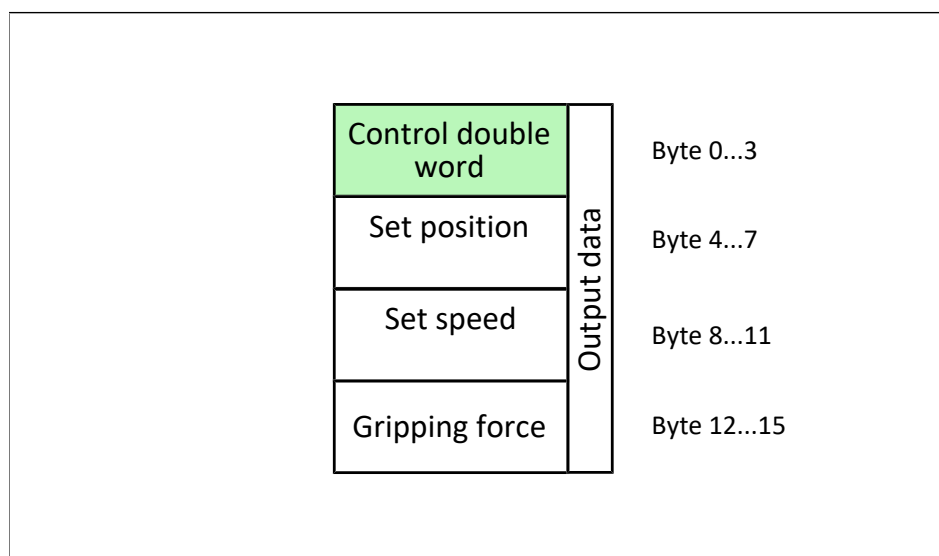 Control double
word
Byte 0...3
Set position
Byte 4...7
Set speed
Byte 8...11
Gripping force
Byte 12...15
Output data